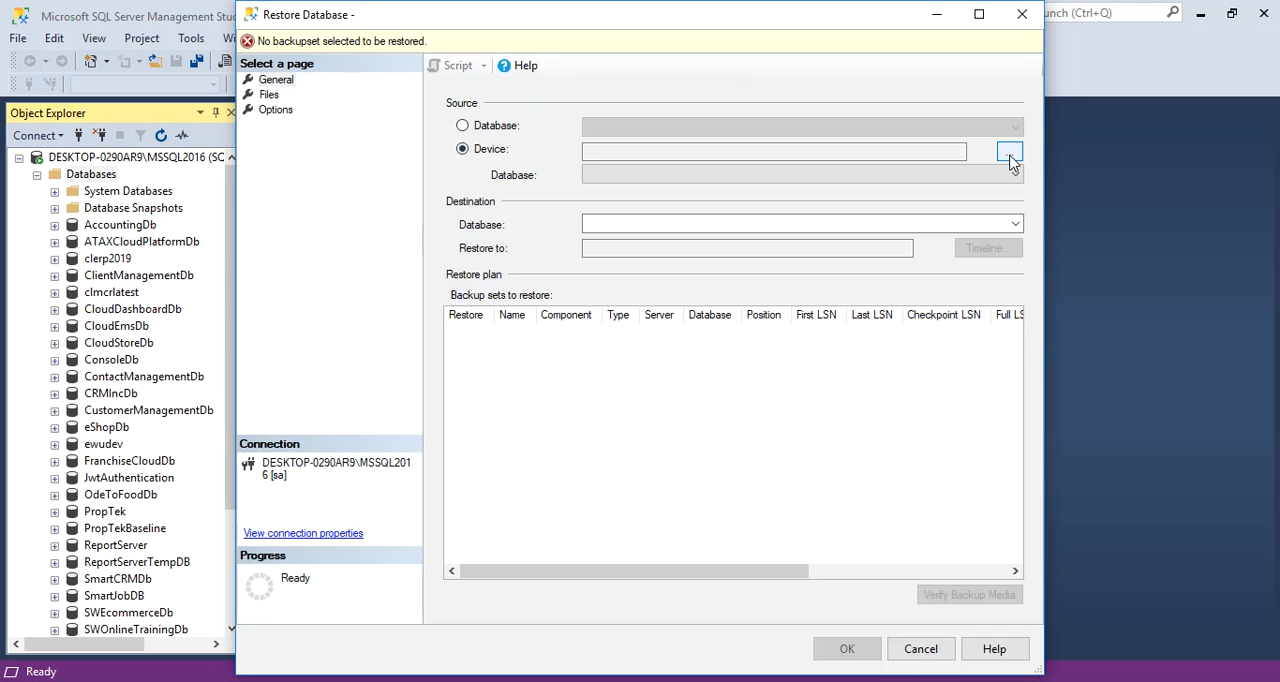 Microsoft SQL Server Management Stu
Restore Database -
unch (Ctrl+Q)
File Edit View Project Tools Wi
No backupset selected to be restored.
Select a page
General
Files
Options
Script Help
Object Explorer
Connect
DESKTOP-0290AR9\MSSQL2016 (SC
Databases
System Databases
Database Snapshots
AccountingDb
ATAXCloudPlatformDb
clerp2019
ClientManagementDb
clmcrlatest
CloudDashboardDb
CloudEmsDb
CloudStoreDb
ConsoleDb
ContactManagementDb
CRMIncDb
CustomerManagementDb
eShopDb
ewudev
FranchiseCloudDb
JwtAuthentication
OdeToFoodDb
PropTek
PropTekBaseline
ReportServer
ReportServerTempDB
SmartCRMDb
SmartJobDB
SWEcommerceDb
SWOnlineTrainingDb
Source
Database:
Device:
...
Database:
Destination
Database:
Restore to:
Timeline...
Restore plan
Backup sets to restore:
Restore Name Component Type Server Database Position First LSN Last LSN Checkpoint LSN Full LS
Connection
DESKTOP-0290AR9\MSSQL201
6 [sa]
View connection properties
Progress
Ready
Verify Backup Media
OK Cancel Help
Ready